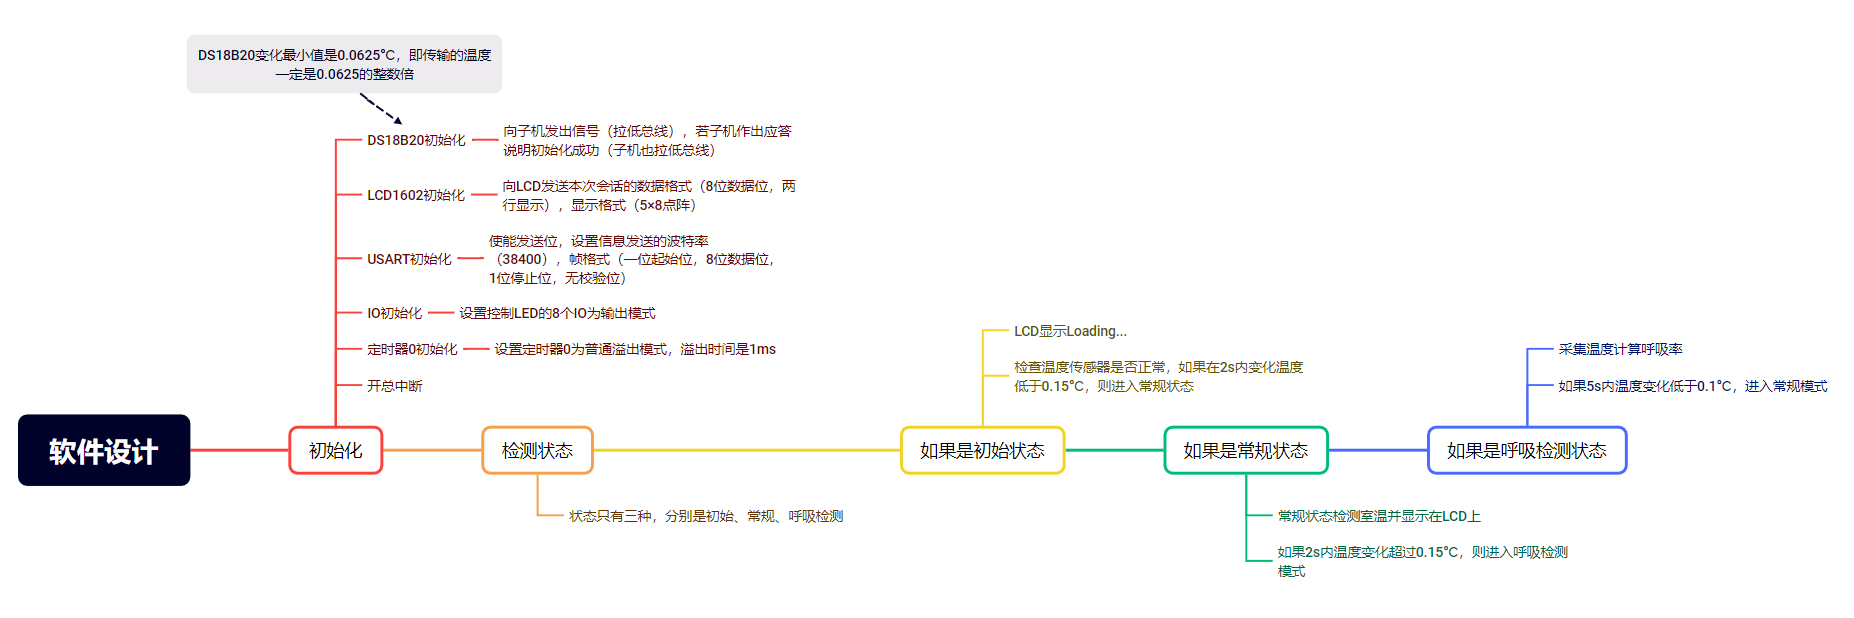 DS18B20变化最小值是0.0625°C，即传输的温度
一定是0.0625的整数倍
DS18B20初始化
向子机发出信号（拉低总线），若子机作出应答
说明初始化成功（子机也拉低总线）
LCD1602初始化
向LCD发送本次会话的数据格式（8位数据位，两
行显示），显示格式（5×8点阵）
USART初始化
使能发送位，设置信息发送的波特率
（38400），帧格式（一位起始位，8位数据位，
1位停止位，无校验位）
IO初始化
设置控制LED的8个IO为输出模式
定时器0初始化
设置定时器0为普通溢出模式，溢出时间是1ms
开总中断
软件设计
初始化
检测状态
状态只有三种，分别是初始、常规、呼吸检测
LCD显示Loading...
检查温度传感器是否正常，如果在2s内变化温度
低于0.15°C，则进入常规状态
如果是初始状态
如果是常规状态
常规状态检测室温并显示在LCD上
如果2s内温度变化超过0.15°C，则进入呼吸检测
模式
采集温度计算呼吸率
如果5s内温度变化低于0.1°C，进入常规模式
如果是呼吸检测状态